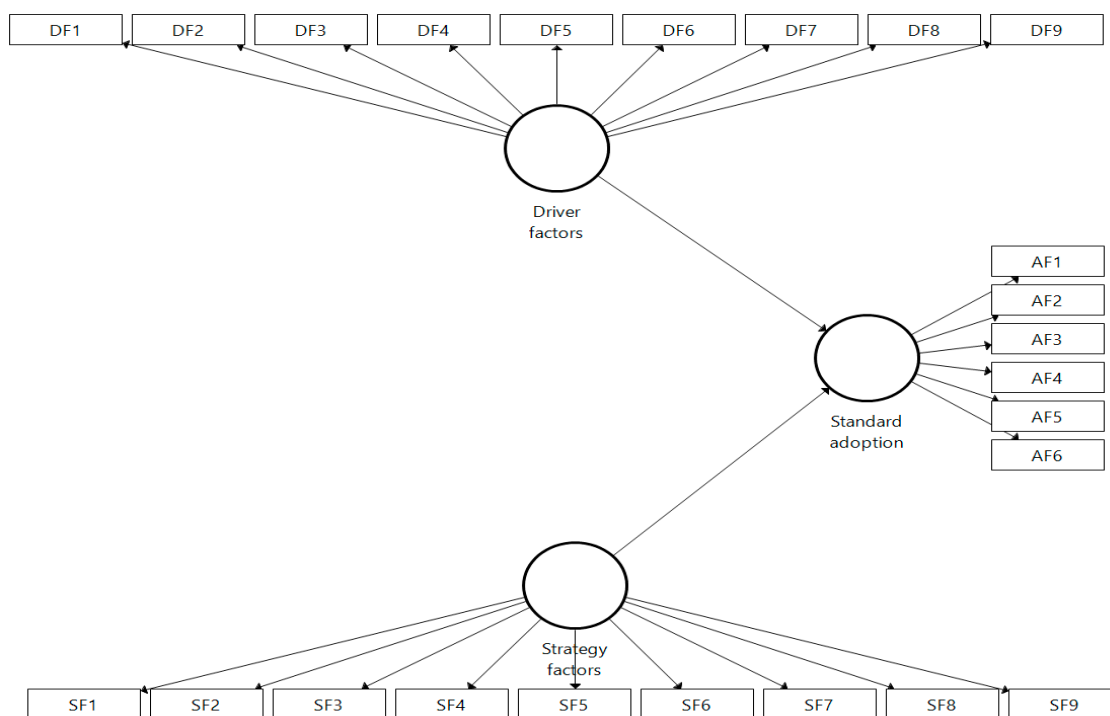 DF1 DF2 DF3 DF4 DF5 DF6 DF7 DF8 DF9
Driver
factors
AF1
AF2
AF3
AF4
AF5
AF6
Standard
adoption
Strategy
factors
SF1 SF2 SF3 SF4 SF5 SF6 SF7 SF8 SF9